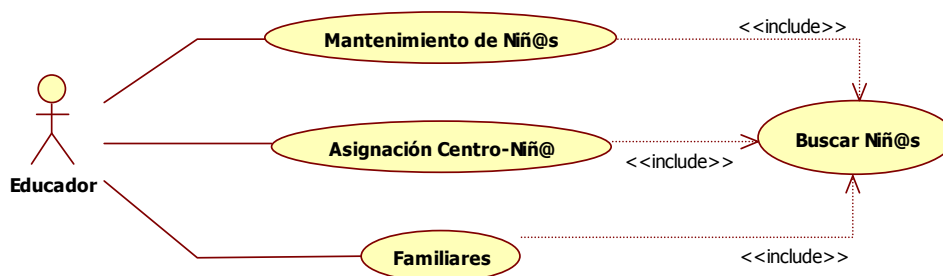 Mantenimiento de Niñ@s
<<include>>
Educador
Asignación Centro-Niñ@
<<include>>
Buscar Niñ@s
Familiares
<<include>>